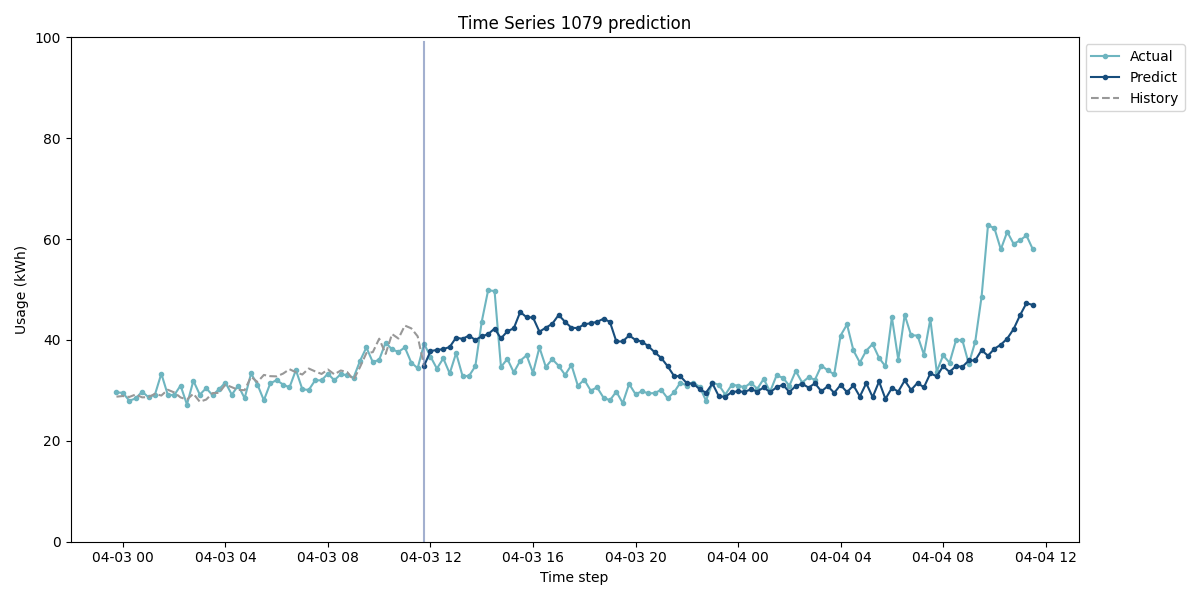 Time Series 1079 prediction
100
80
60
40
20
0
Usage (kWh)
04-03 00
04-03 04
04-03 08
04-03 12
04-03 16
04-03 20
04-04 00
04-04 04
04-04 08
04-04 12
Time step
Actual
Predict
History